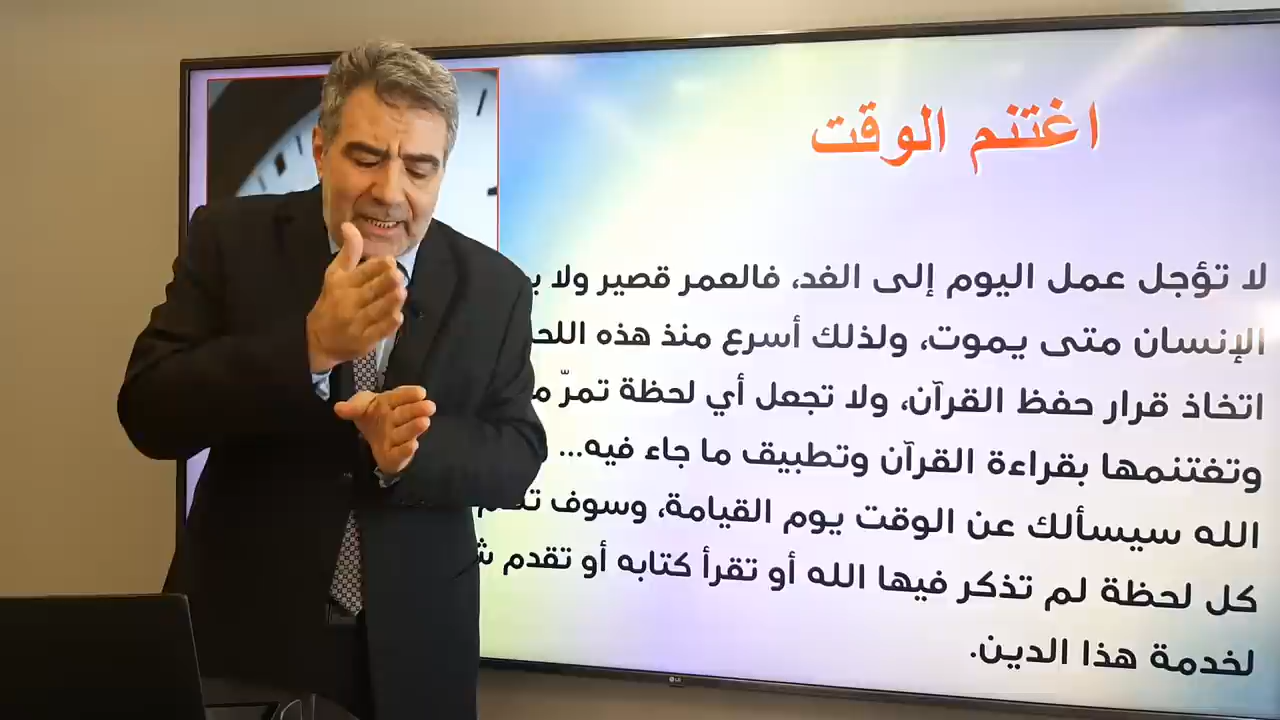 اغتنم الوقت
لا تؤجل عمل اليوم إلى الغد، فالعمر قصير ولا
الإنسان متى يموت، ولذلك أسرع منذ هذه
اتخاذ قرار حفظ القرآن، ولا تجعل أي لحظة تمرّ
وتغتنمها بقراءة القرآن وتطبيق ما جاء فيه...
الله سيسألك عن الوقت يوم القيامة، وسوف
كل لحظة لم تذكر فيها الله أو تقرأ كتابه أو تقدم
لخدمة هذا الدين.
LG